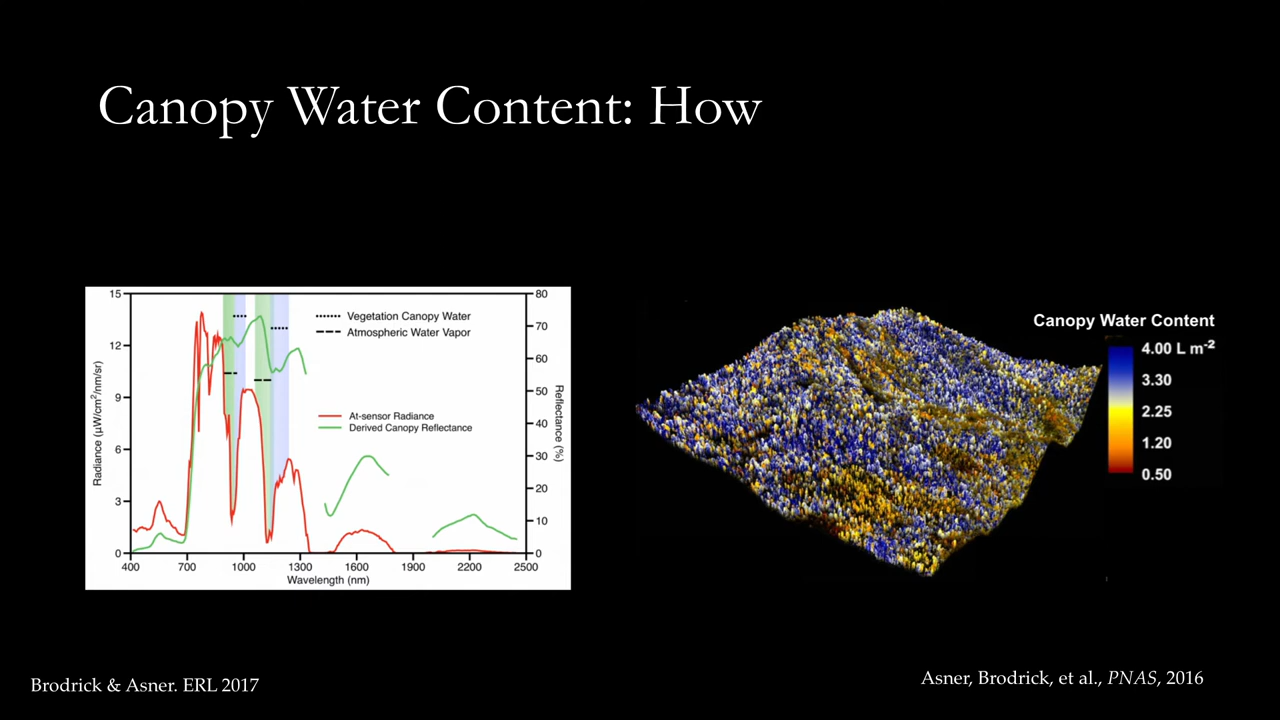 Canopy Water Content: How
15
12
9
6
3
0
Radiance (µW/cm²/nm/sr)
80
70
60
50
40
30
20
10
0
Reflectance (%)
Vegetation Canopy Water
Atmospheric Water Vapor
At-sensor Radiance
Derived Canopy Reflectance
400 700 1000 1300 1600 1900 2200 2500
Wavelength (nm)
Canopy Water Content
4.00 L m⁻²
3.30
2.25
1.20
0.50
Brodrick & Asner. ERL 2017
Asner, Brodrick, et al., PNAS, 2016